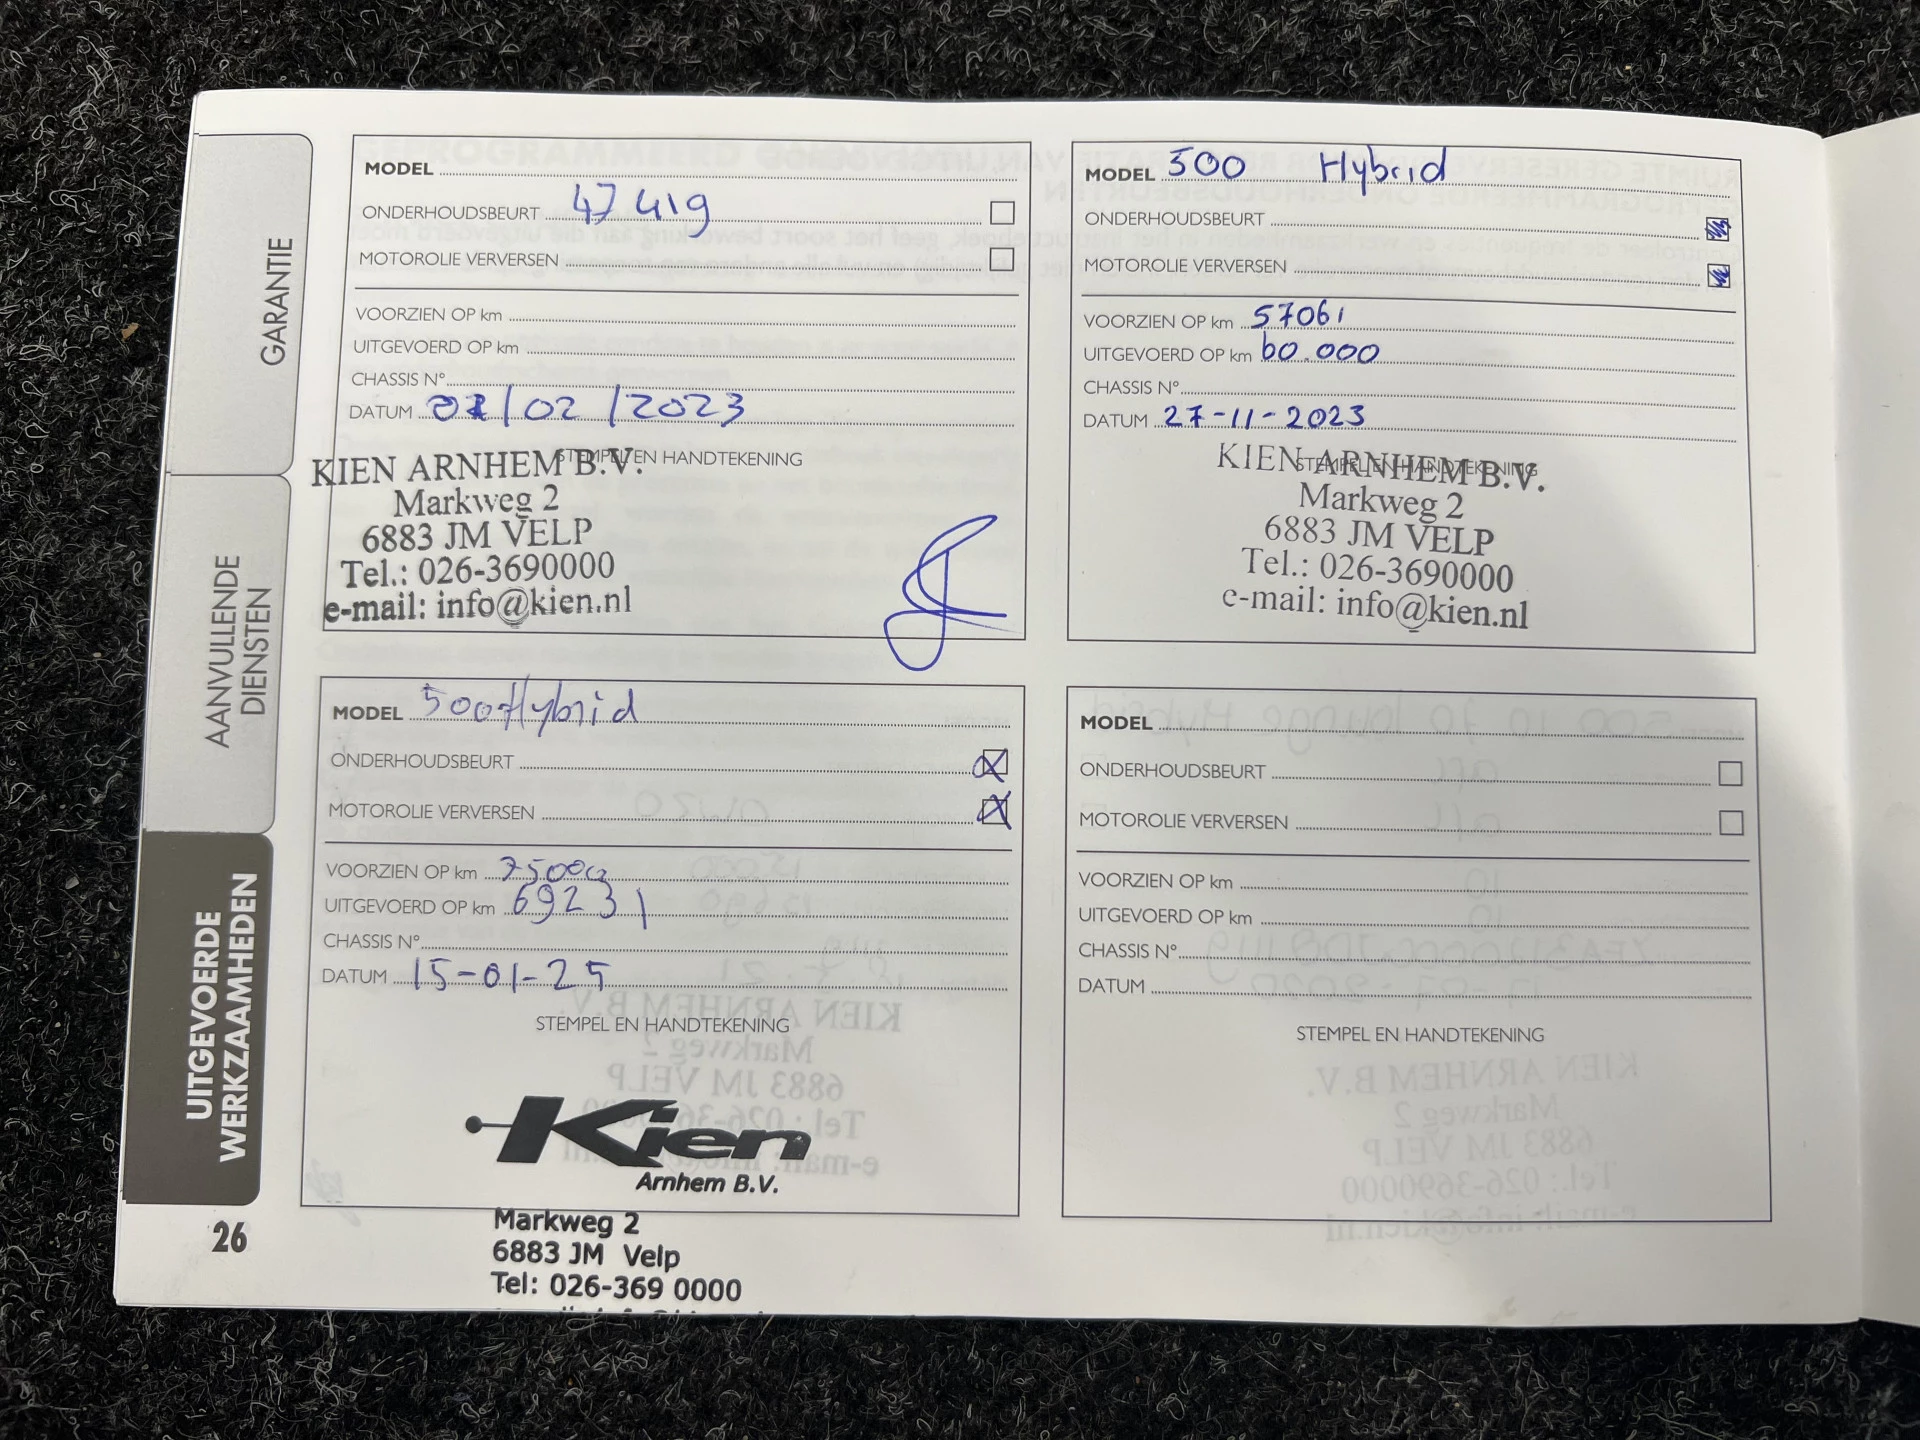 GARANTIE
AANVULLENDE
DIENSTEN
UITGEVOERDE
WERKZAAMHEDEN
26
MODEL
ONDERHOUDSBEURT 47419
MOTOROLIE VERVERSEN
VOORZIEN OP km
UITGEVOERD OP km
CHASSIS N°
DATUM 02/02/2023
STEMPEL EN HANDTEKENING
KIEN ARNHEM B.V.
Markweg 2
6883 JM VELP
Tel.: 026-3690000
e-mail: info@kien.nl
MODEL 500 Hybrid
ONDERHOUDSBEURT
MOTOROLIE VERVERSEN
VOORZIEN OP km 57061
UITGEVOERD OP km 60.000
CHASSIS N°
DATUM 27-11-2023
STEMPEL EN HANDTEKENING
KIEN ARNHEM B.V.
Markweg 2
6883 JM VELP
Tel.: 026-3690000
e-mail: info@kien.nl
MODEL 500 Hybrid
ONDERHOUDSBEURT
MOTOROLIE VERVERSEN
VOORZIEN OP km 75000
UITGEVOERD OP km 69231
CHASSIS N°
DATUM 15-01-25
STEMPEL EN HANDTEKENING
Kien
Arnhem B.V.
Markweg 2
6883 JM Velp
Tel: 026-369 0000
MODEL
ONDERHOUDSBEURT
MOTOROLIE VERVERSEN
VOORZIEN OP km
UITGEVOERD OP km
CHASSIS N°
DATUM
STEMPEL EN HANDTEKENING